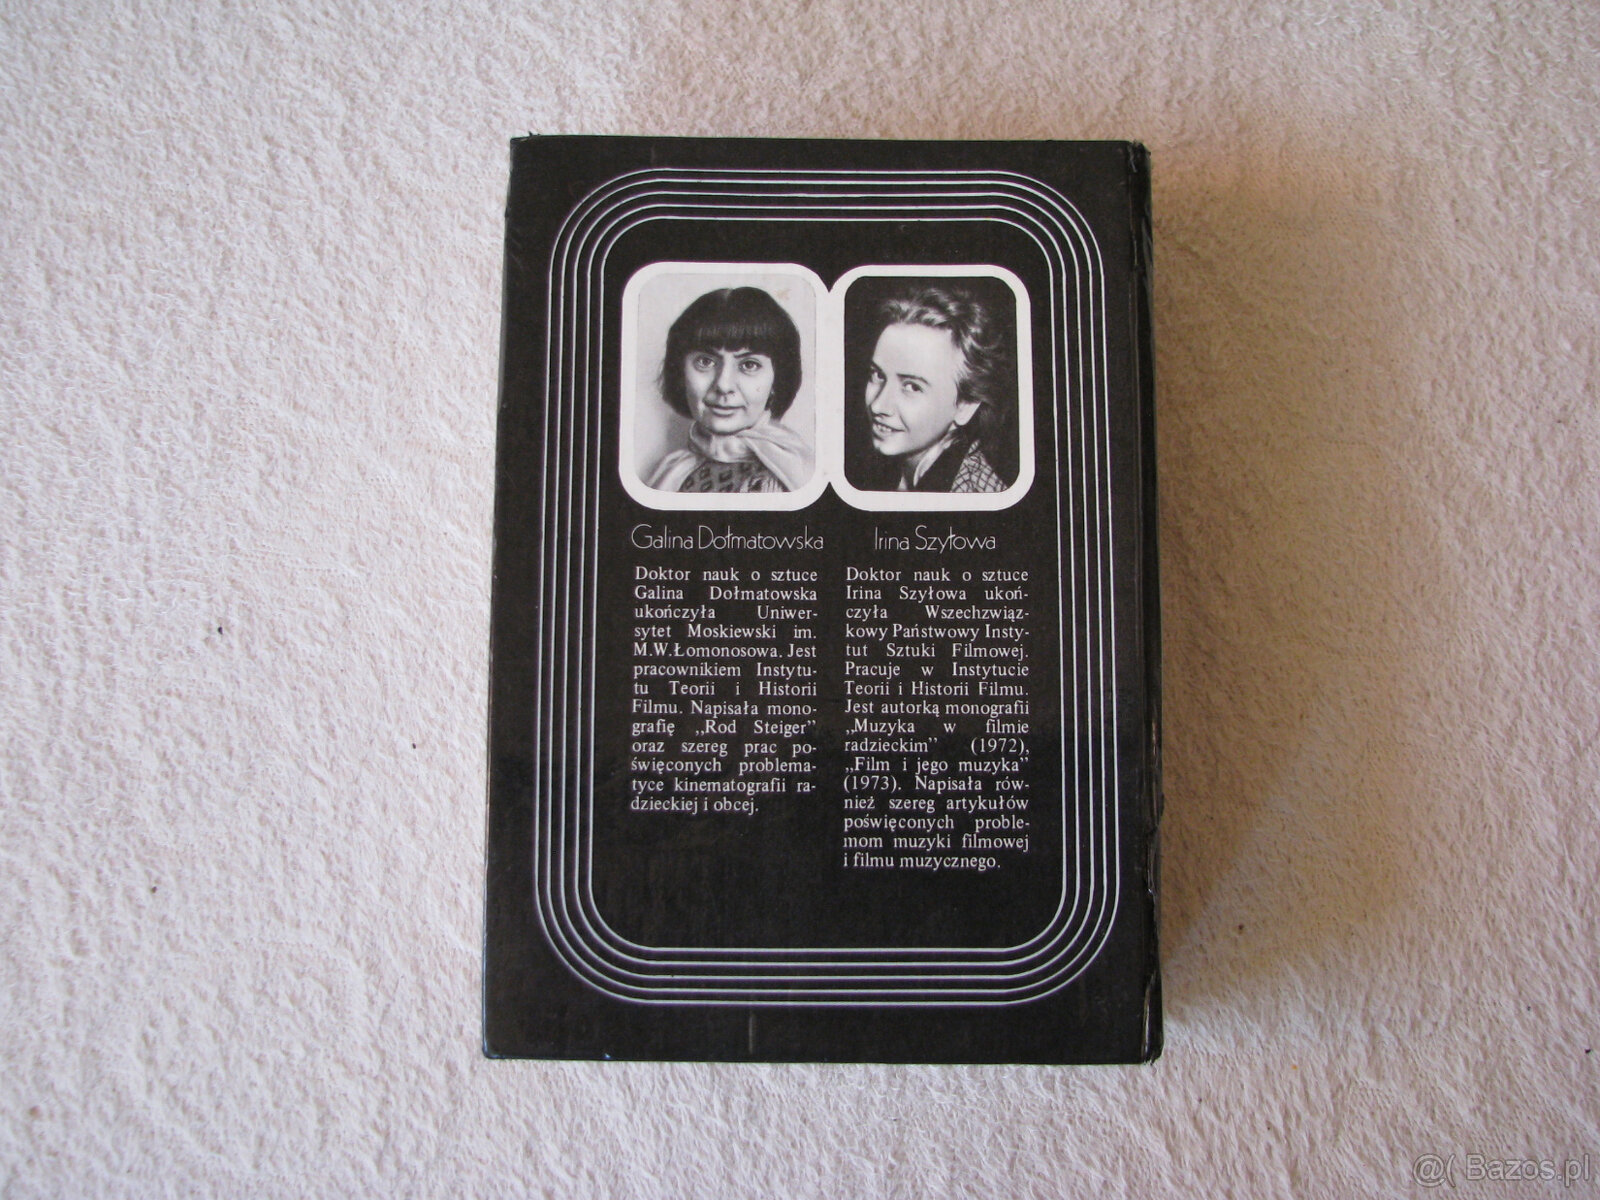 Galina Dołmatowska
Doktor nauk o sztuce
Galina Dołmatowska
ukończyła Uniwer-
sytet Moskiewski im.
M.W.Łomonosowa. Jest
pracownikiem Instytu-
tu Teorii i Historii
Filmu. Napisała mono-
grafię „Rod Steiger”
oraz szereg prac po-
święconych problema-
tyce kinematografii ra-
dzieckiej i obcej.
Irina Szyłowa
Doktor nauk o sztuce
Irina Szyłowa ukoń-
czyła Wszechzwiąz-
kowy Państwowy Insty-
tut Sztuki Filmowej.
Pracuje w Instytucie
Teorii i Historii Filmu.
Jest autorką monografii
„Muzyka w filmie
radzieckim” (1972),
„Film i jego muzyka”
(1973). Napisała rów-
nież szereg artykułów
poświęconych proble-
mom muzyki filmowej
i filmu muzycznego.
@( Bazos.pl